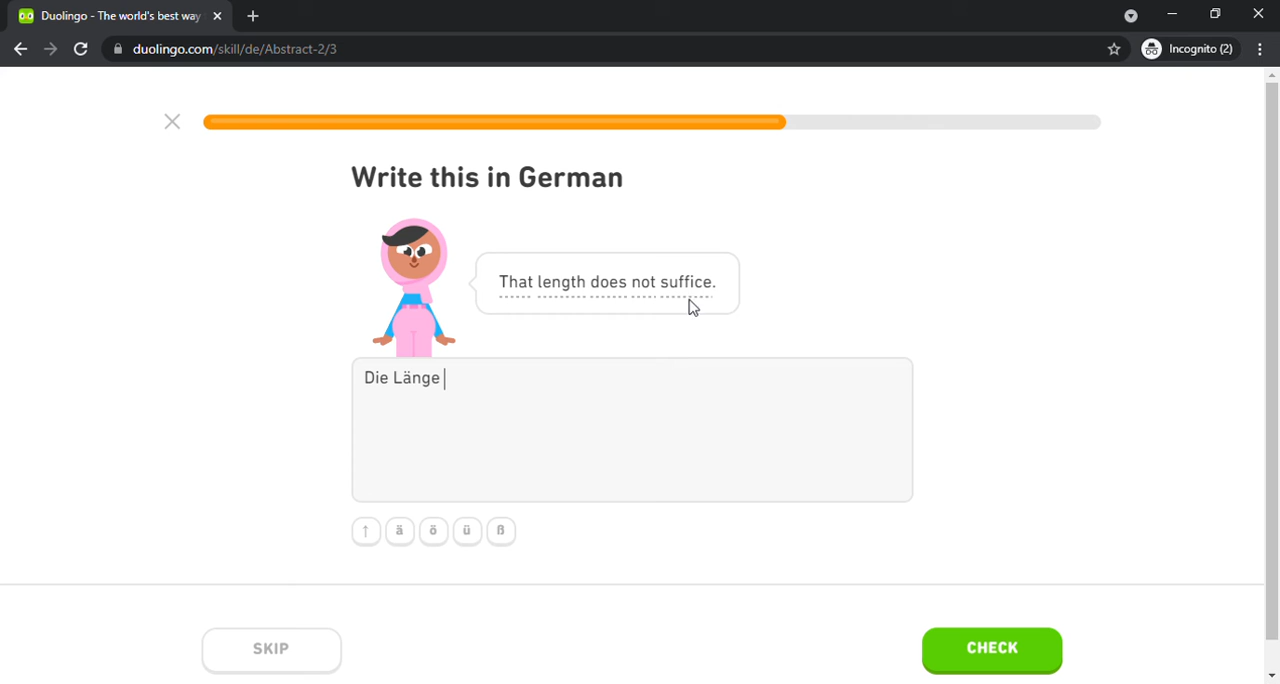 Duolingo - The world's best way
duolingo.com/skill/de/Abstract-2/3
Incognito (2)
Write this in German
That length does not suffice.
Die Länge
↑ ä ö ü ß
SKIP
CHECK